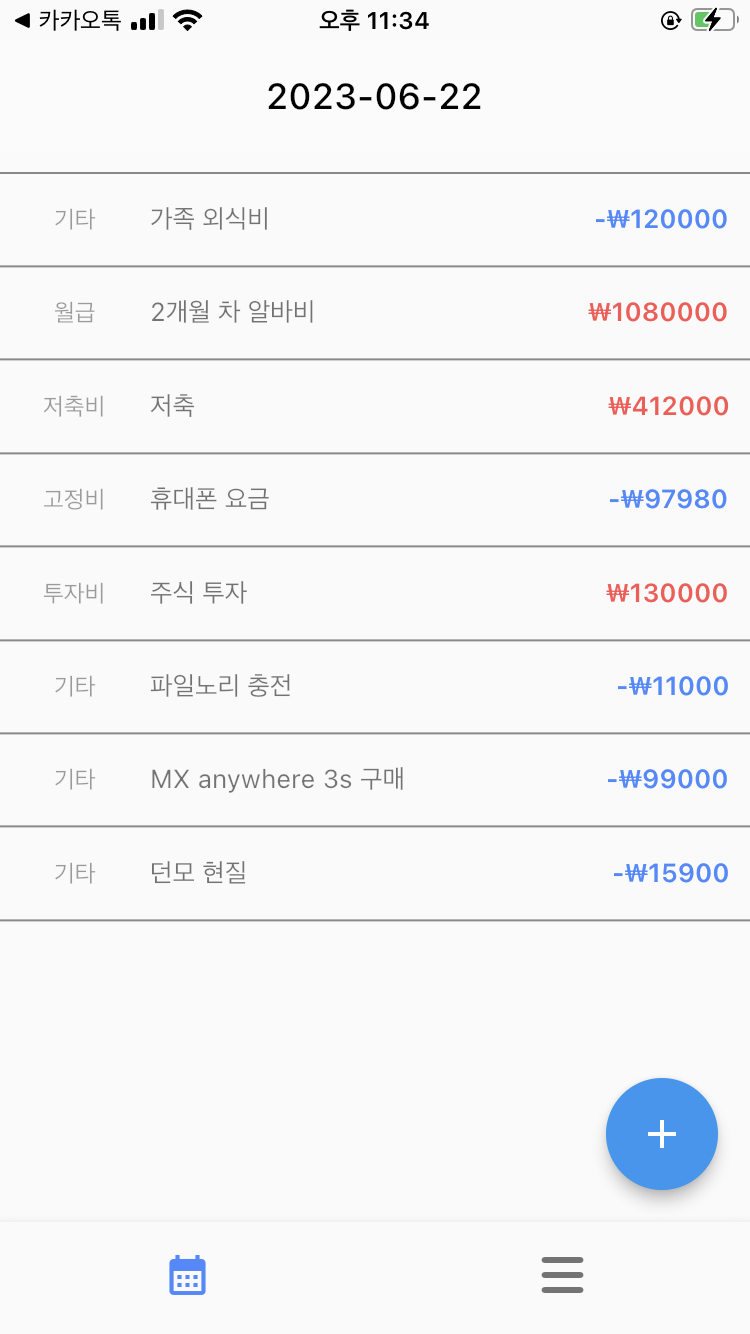 ◀ 카카오톡 오후 11:34
2023-06-22
기타 가족 외식비 -₩120000
월급 2개월 차 알바비 ₩1080000
저축비 저축 ₩412000
고정비 휴대폰 요금 -₩97980
투자비 주식 투자 ₩130000
기타 파일노리 충전 -₩11000
기타 MX anywhere 3s 구매 -₩99000
기타 던모 현질 -₩15900
+